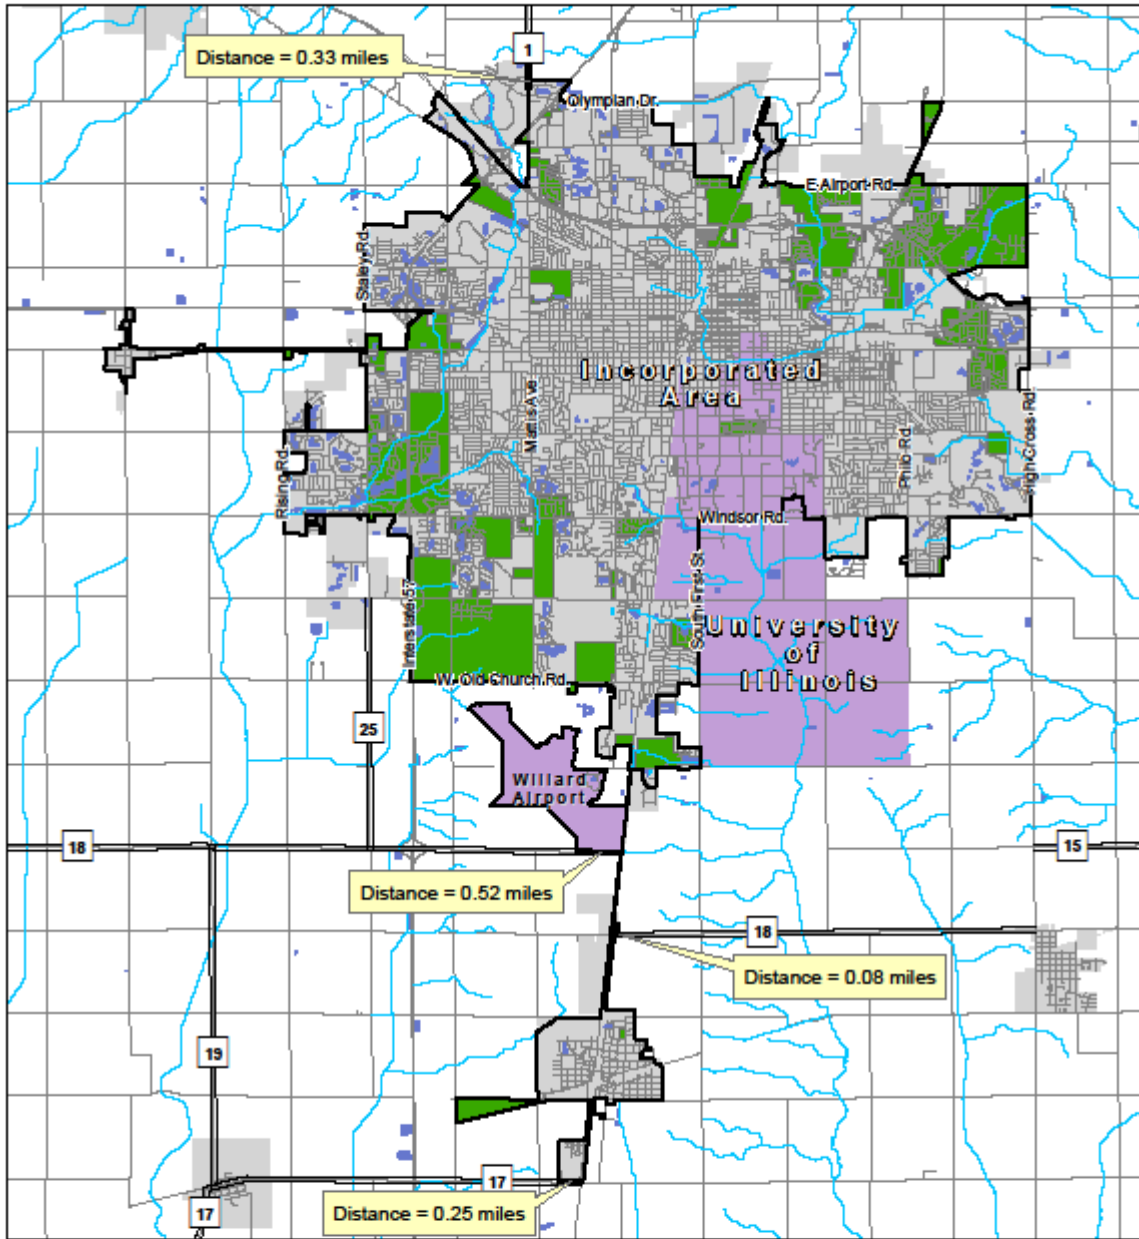 1
Distance = 0.33 miles
Olympian Dr.
E Airport Rd.
Staley Rd.
Incorporated
Area
Mattis Ave
Rising Rd.
Philo Rd.
High Cross Rd.
Windsor Rd.
Interstate 57
South First St.
University
of
Illinois
W. Old Church Rd.
25
Willard
Airport
18
15
Distance = 0.52 miles
18
Distance = 0.08 miles
19
17
17
Distance = 0.25 miles